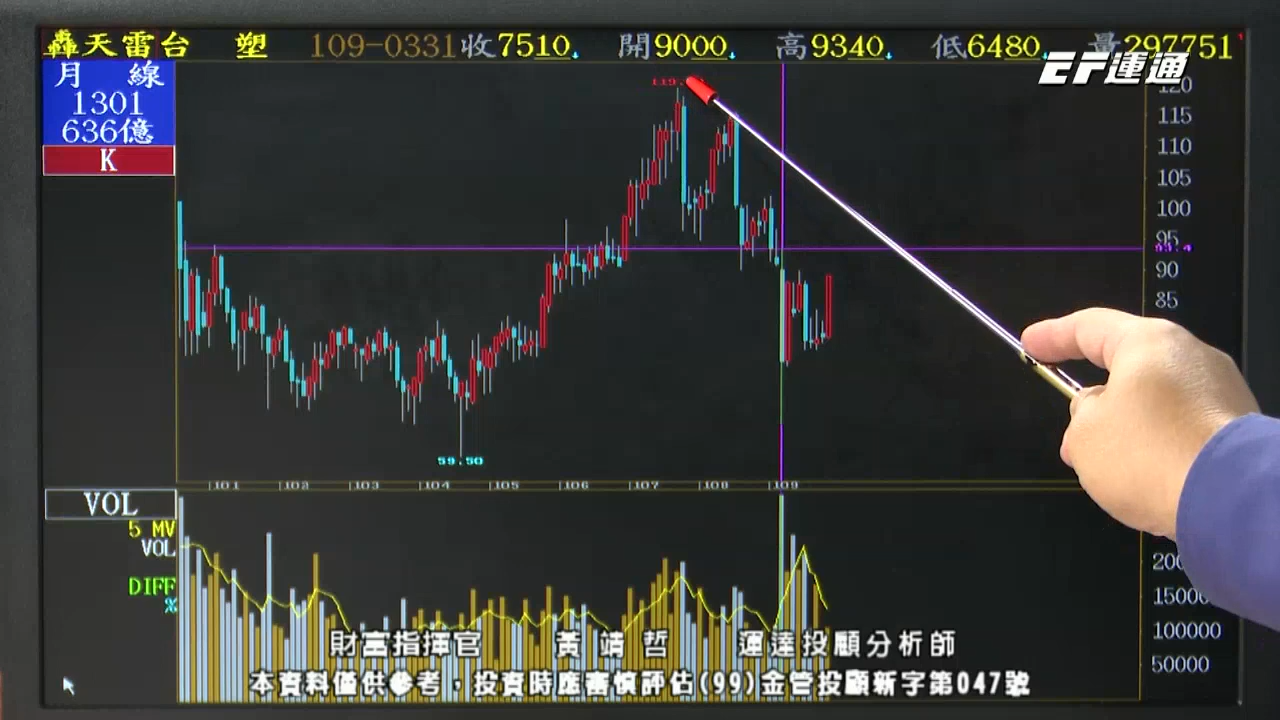 轟天雷台 塑 109-0331 收7510 開9000 高9340 低6480 量297751
EF運通
月 線
1301
636億
K
120
115
110
105
100
95
93.4
90
85
59.50
101 102 103 104 105 106 107 108 109
VOL
5 MV
VOL
DIFF
%
15000
100000
50000
財富指揮官 黃靖哲 運達投顧分析師
本資料僅供參考，投資時應審慎評估(99)金管投顧新字第047號